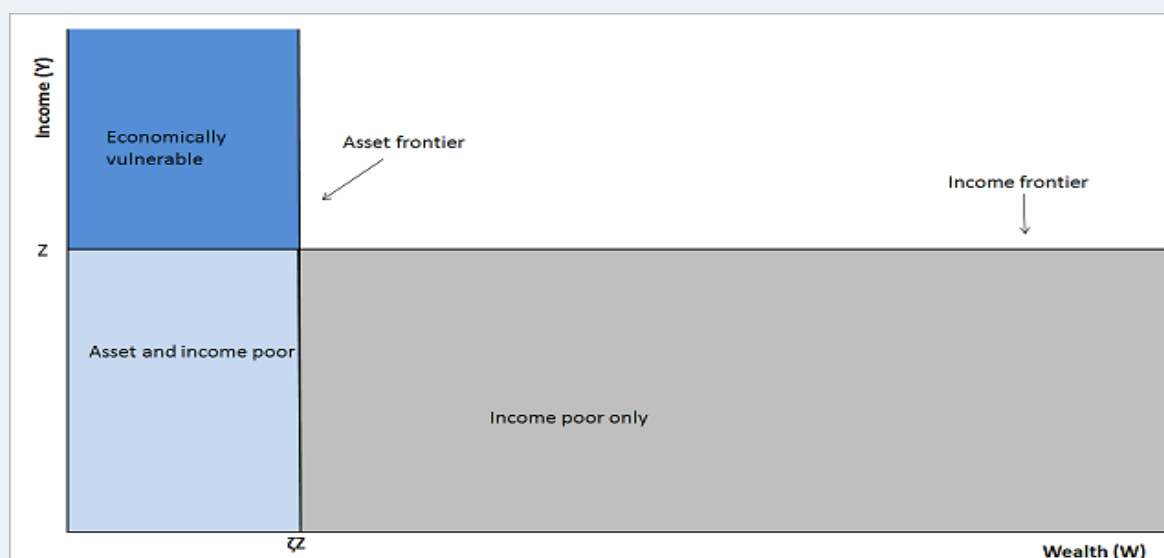 Income (Y)
Economically
vulnerable
Asset frontier
Income frontier
Z
Asset and income poor
Income poor only
ζZ
Wealth (W)